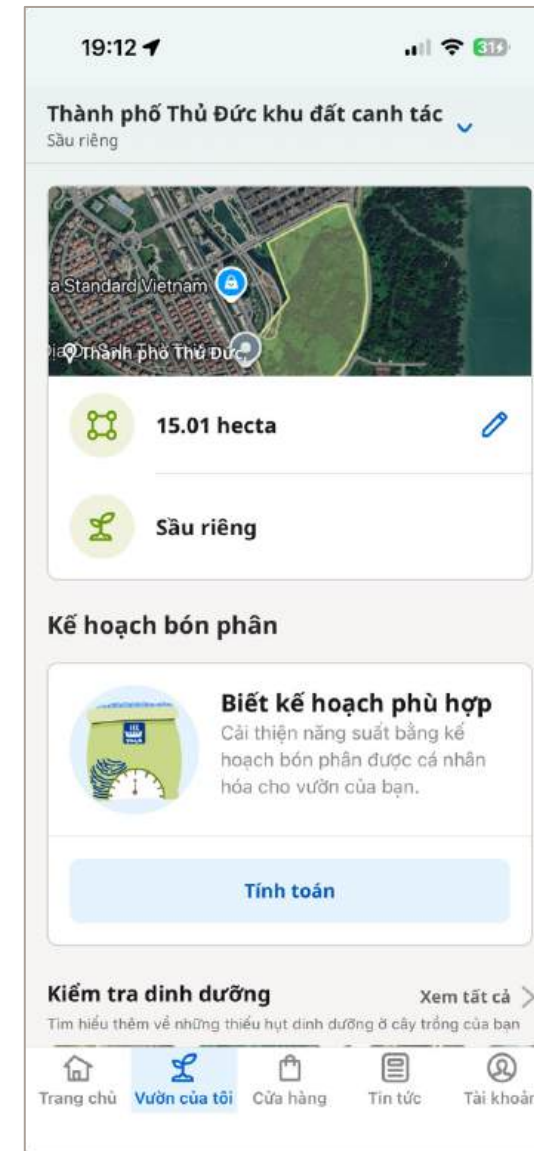 19:12
31
Thành phố Thủ Đức khu đất canh tác
Sầu riêng
a Standard Vietnam
Thành phố Thủ Đức,
15.01 hecta
Sầu riêng
Kế hoạch bón phân
Biết kế hoạch phù hợp
Cải thiện năng suất bằng kế
hoạch bón phân được cá nhân
hóa cho vườn của bạn.
Tính toán
Kiểm tra dinh dưỡng
Xem tất cả
Tìm hiểu thêm về những thiếu hụt dinh dưỡng ở cây trồng của bạn
Trang chủ Vườn của tôi Cửa hàng Tin tức Tài khoản